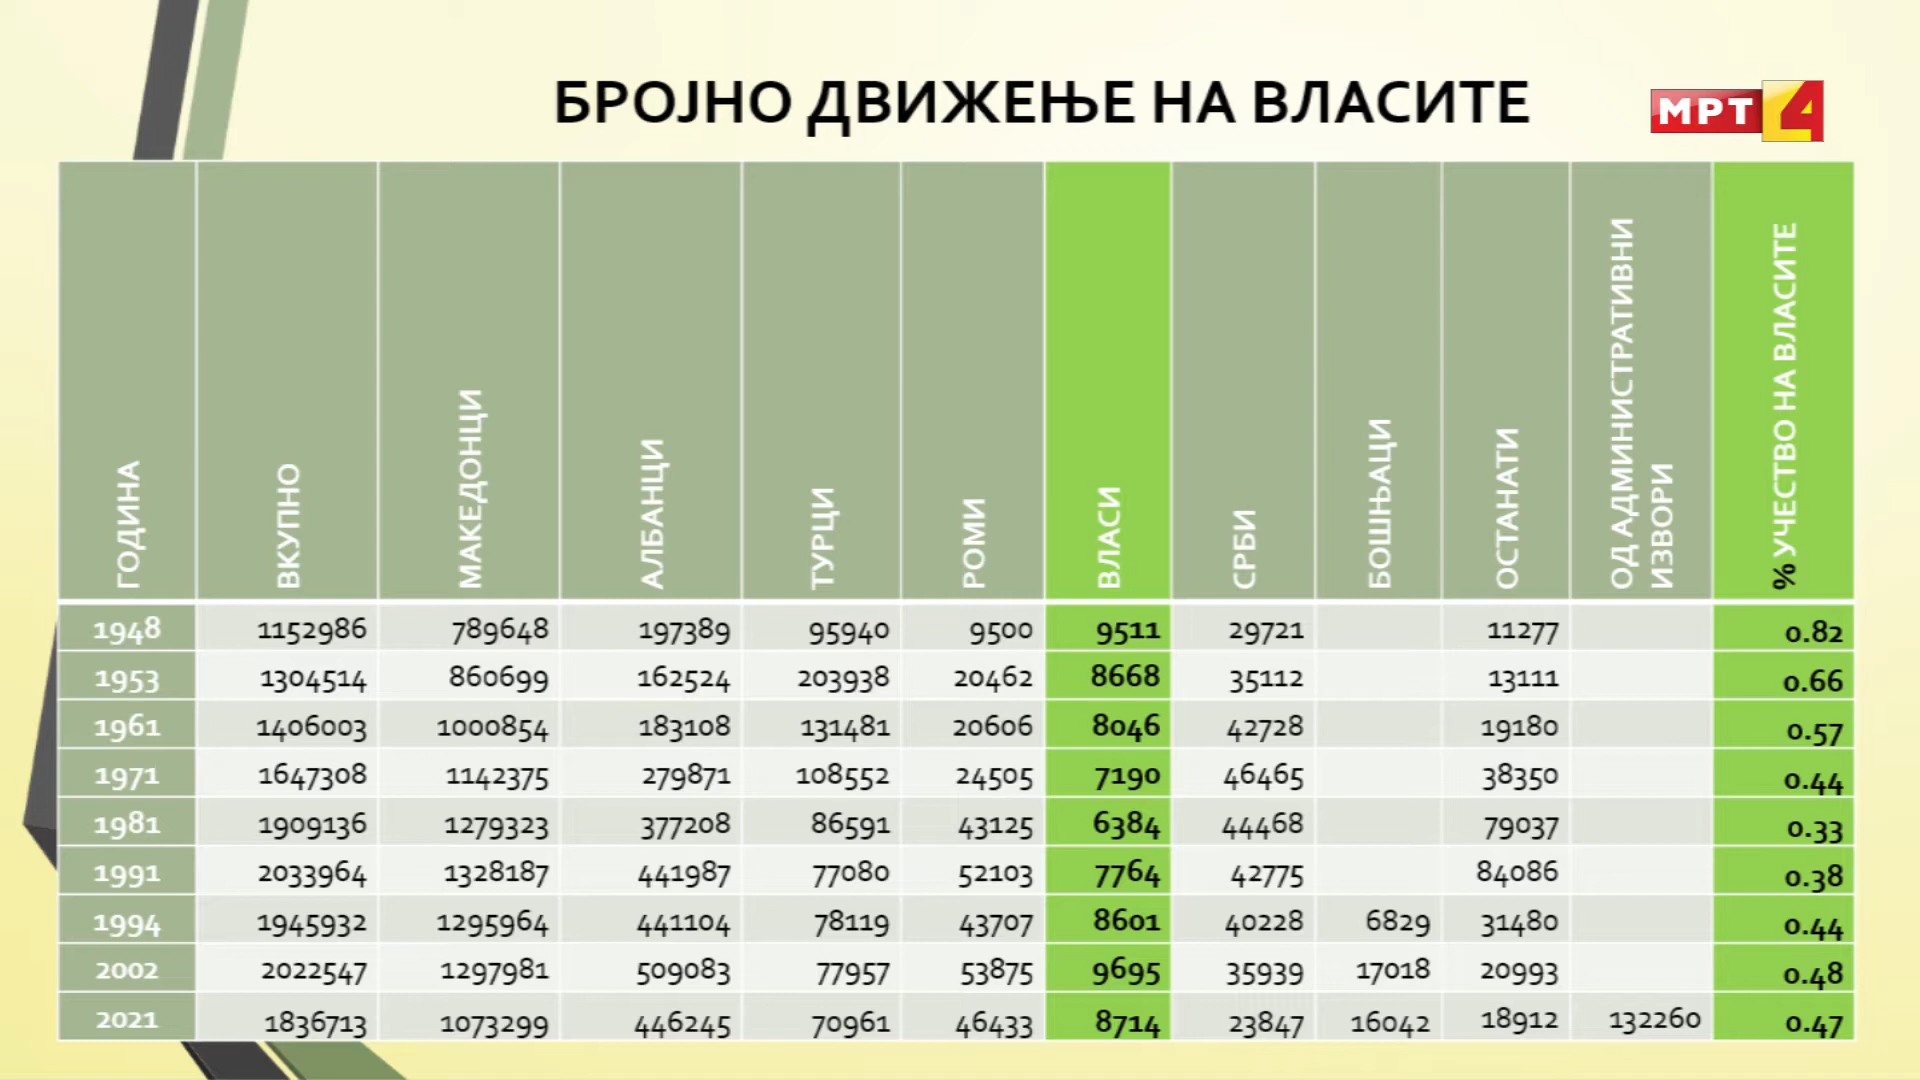 БРОЈНО ДВИЖЕЊЕ НА ВЛАСИТЕ
МРТ 4
ГОДИНА ВКУПНО МАКЕДОНЦИ АЛБАНЦИ ТУРЦИ РОМИ ВЛАСИ СРБИ БОШЊАЦИ ОСТАНАТИ ОД АДМИНИСТРАТИВНИ ИЗВОРИ % УЧЕСТВО НА ВЛАСИТЕ
1948 1152986 789648 197389 95940 9500 9511 29721 11277 0.82
1953 1304514 860699 162524 203938 20462 8668 35112 13111 0.66
1961 1406003 1000854 183108 131481 20606 8046 42728 19180 0.57
1971 1647308 1142375 279871 108552 24505 7190 46465 38350 0.44
1981 1909136 1279323 377208 86591 43125 6384 44468 79037 0.33
1991 2033964 1328187 441987 77080 52103 7764 42775 84086 0.38
1994 1945932 1295964 441104 78119 43707 8601 40228 6829 31480 0.44
2002 2022547 1297981 509083 77957 53875 9695 35939 17018 20993 0.48
2021 1836713 1073299 446245 70961 46433 8714 23847 16042 18912 132260 0.47